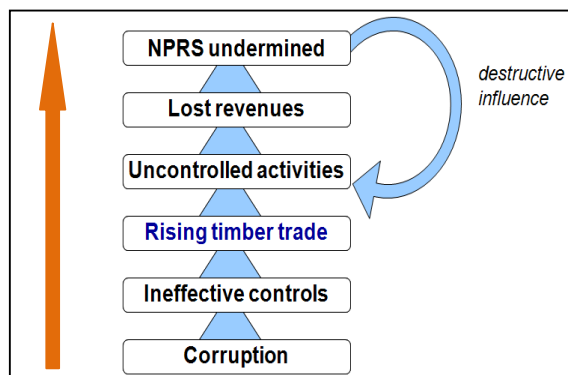 NPRS undermined
destructive
influence
Lost revenues
Uncontrolled activities
Rising timber trade
Ineffective controls
Corruption